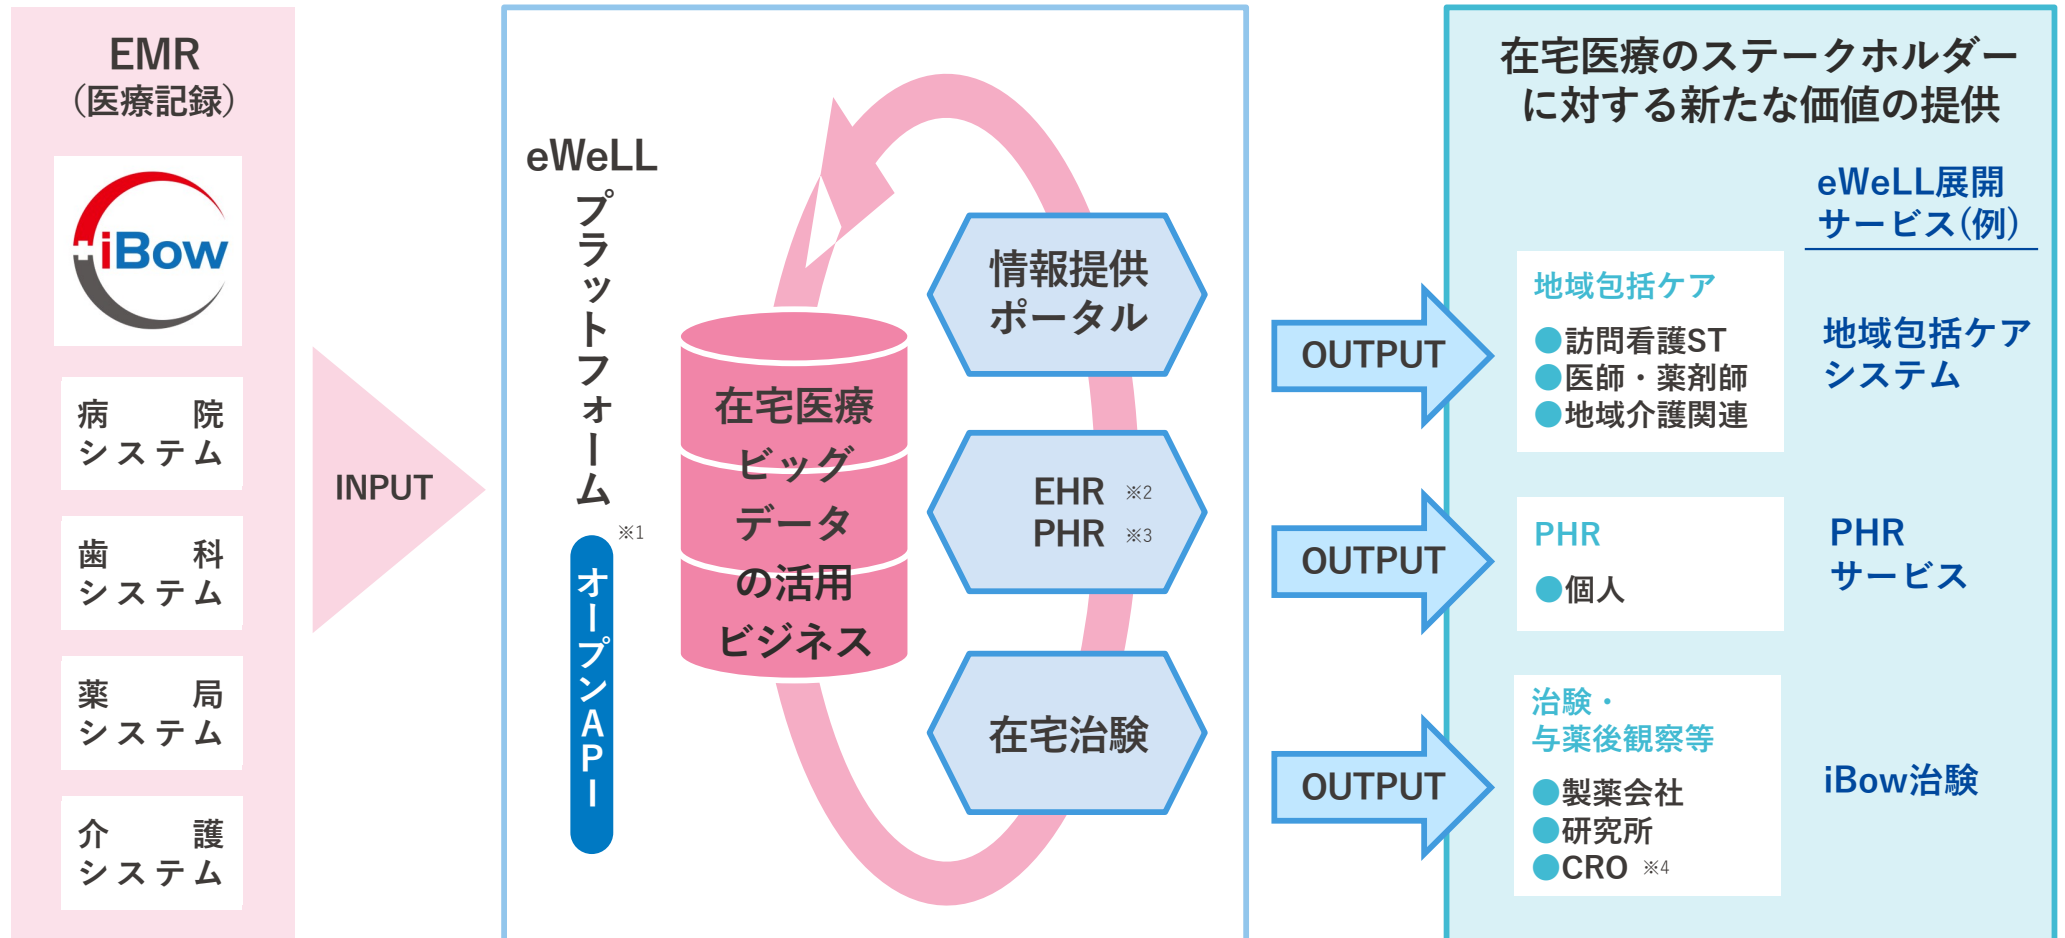 EMR
（医療記録）
iBow
病院
システム
歯科
システム
薬局
システム
介護
システム
INPUT
eWeLL
プラットフォーム
※1
オープンAPI
在宅医療
ビッグ
データ
の活用
ビジネス
情報提供
ポータル
EHR ※2
PHR ※3
在宅治験
OUTPUT
OUTPUT
OUTPUT
在宅医療のステークホルダー
に対する新たな価値の提供
eWeLL展開
サービス(例)
地域包括ケア
●訪問看護ST
●医師・薬剤師
●地域介護関連
地域包括ケア
システム
PHR
●個人
PHR
サービス
治験・
与薬後観察等
●製薬会社
●研究所
●CRO ※4
iBow治験